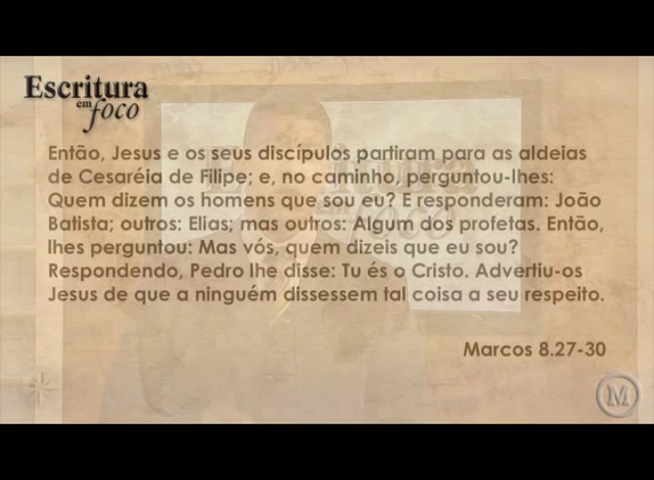 Escritura
em
foco
Então, Jesus e os seus discípulos partiram para as aldeias
de Cesaréia de Filipe; e, no caminho, perguntou-lhes:
Quem dizem os homens que sou eu? E responderam: João
Batista; outros: Elias; mas outros: Algum dos profetas. Então,
lhes perguntou: Mas vós, quem dizeis que eu sou?
Respondendo, Pedro lhe disse: Tu és o Cristo. Advertiu-os
Jesus de que a ninguém dissessem tal coisa a seu respeito.
Marcos 8.27-30
M